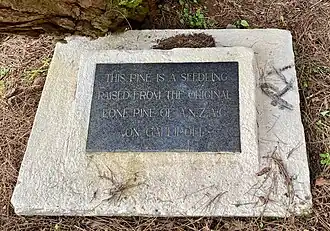 THIS PINE IS A SEEDLING
RAISED FROM THE ORIGINAL
LONE PINE OF A.N.Z.A.C.
ON GALLIPOLI